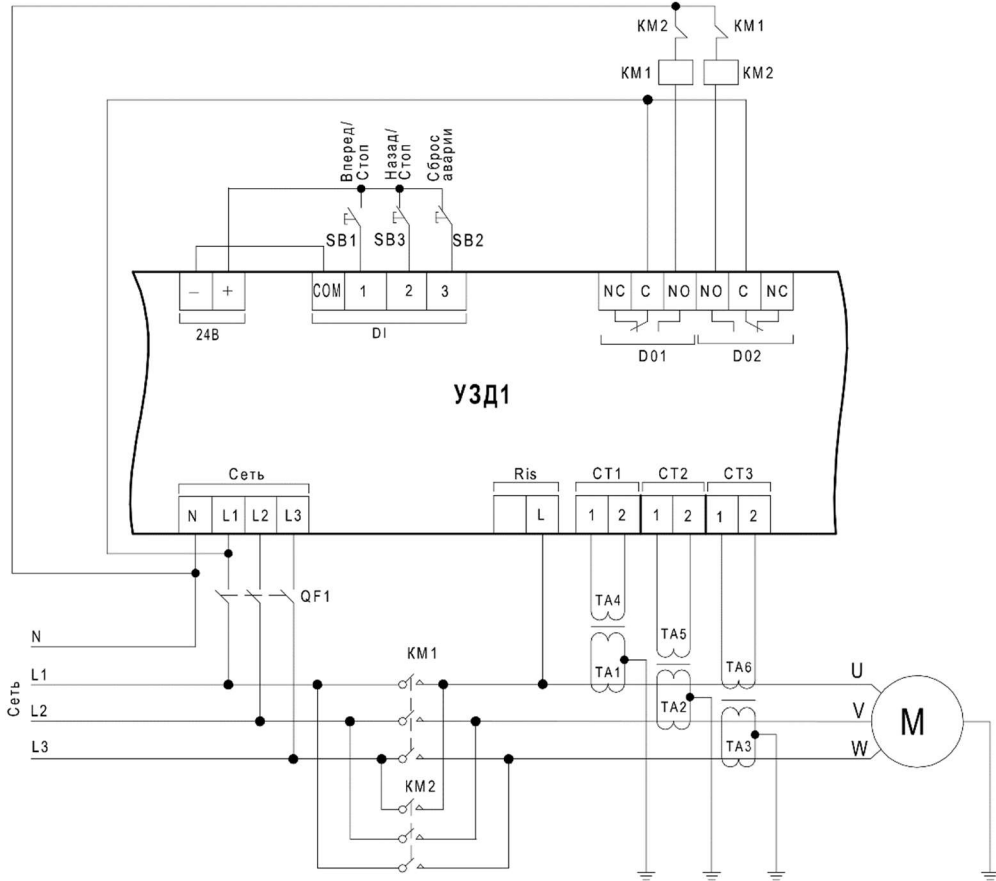 KM2 KM1
KM1 KM2
Вперед/
Стоп
Назад/
Стоп
Сброс
аварии
SB1 SB3 SB2
– + COM 1 2 3 NC C NO NO C NC
24В DI D01 D02
УЗД1
Сеть Ris CT1 CT2 CT3
N L1 L2 L3 L 1 2 1 2 1 2
QF1
TA4
TA5
TA6
N
KM1
TA1
L1 U
Сеть
L2 TA2 V
M
L3 TA3 W
KM2